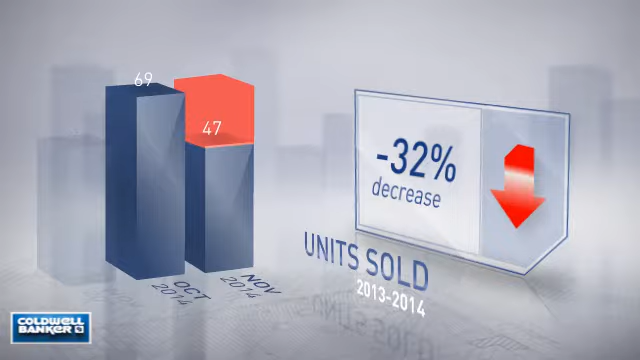 69
47
OCT
2014
NOV
2014
-32%
decrease
UNITS SOLD
2013-2014
COLDWELL
BANKER